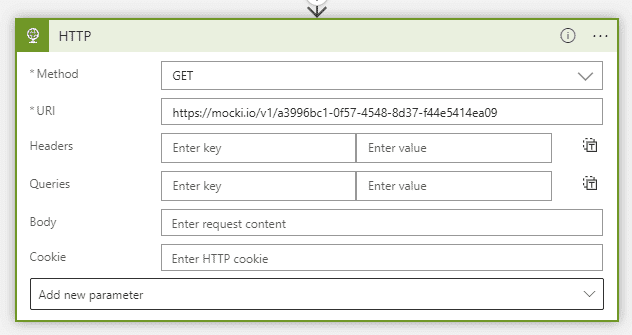 HTTP
* Method GET
* URI https://mocki.io/v1/a3996bc1-0f57-4548-8d37-f44e5414ea09
Headers Enter key Enter value
Queries Enter key Enter value
Body Enter request content
Cookie Enter HTTP cookie
Add new parameter